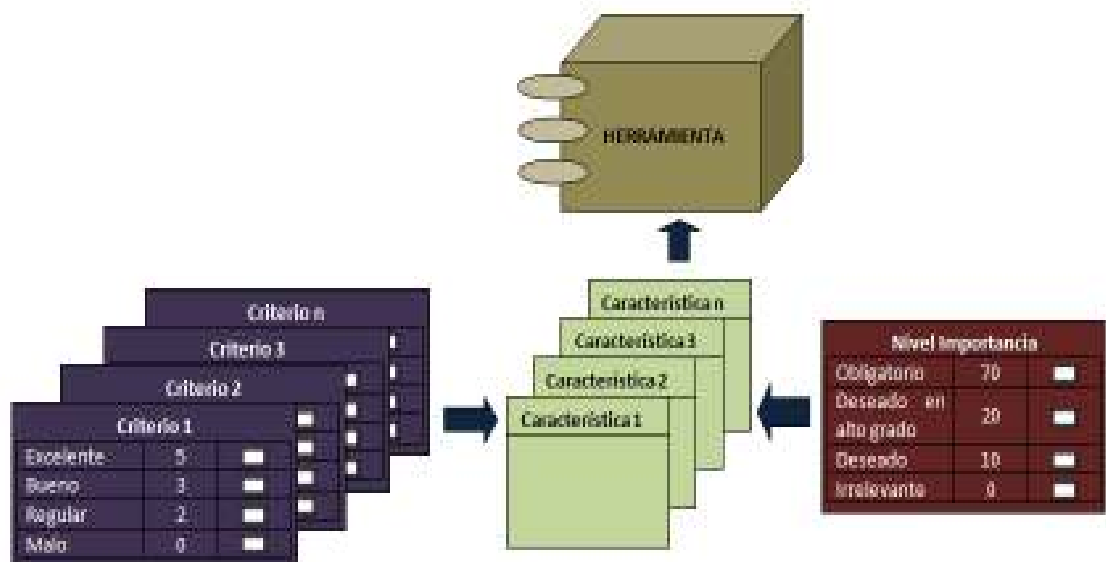 HERRAMIENTA
Criterio n
Criterio 3
Criterio 2
Criterio 1
Excelente 5
Bueno 3
Regular 2
Malo 0
Característica n
Característica 3
Característica 2
Característica 1
Nivel Importancia
Obligatorio 70
Deseado en
alto grado 20
Deseado 10
Irrelevante 0